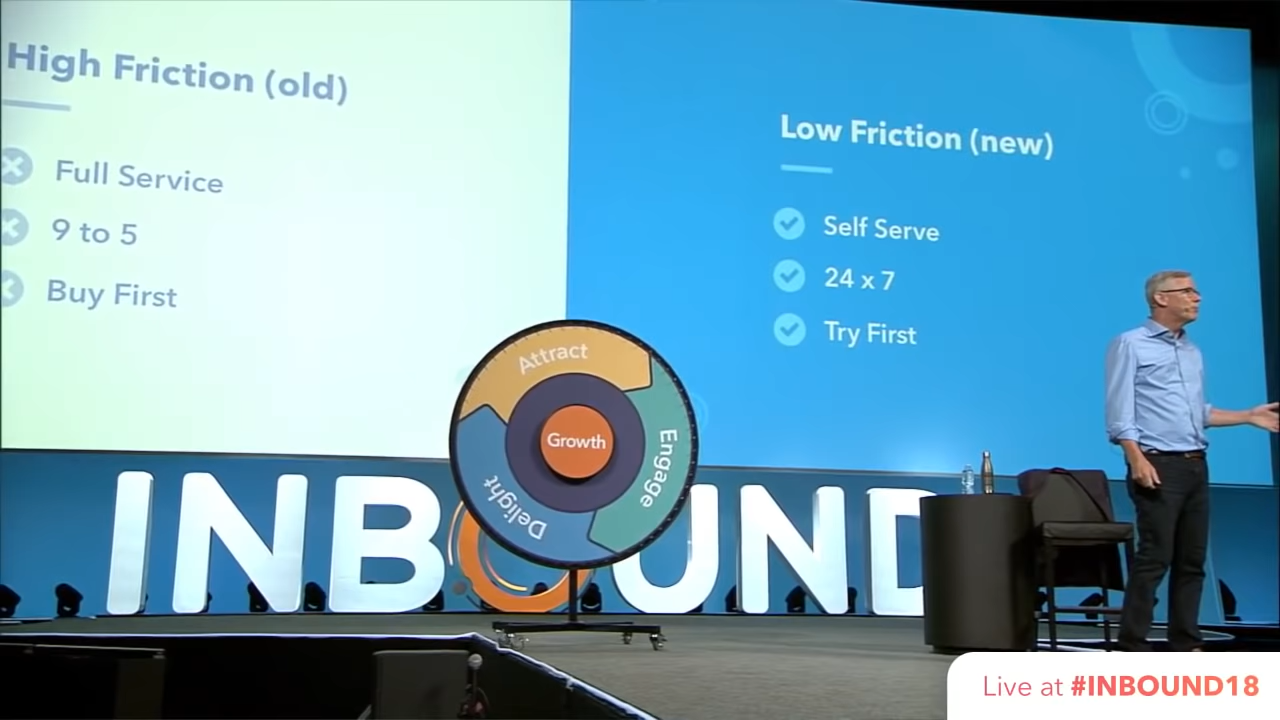 High Friction (old)
Full Service
9 to 5
Buy First
Low Friction (new)
Self Serve
24 x 7
Try First
Attract
Engage
Delight
Growth
INBOUND
Live at #INBOUND18